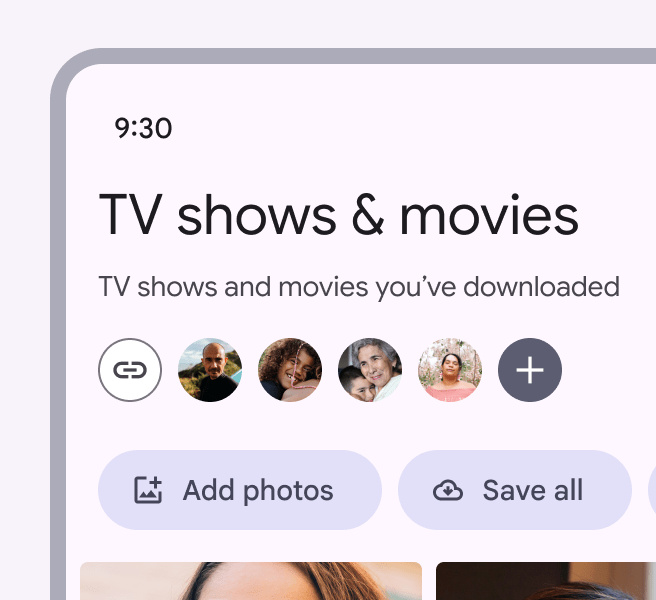 9:30
TV shows & movies
TV shows and movies you’ve downloaded
Add photos
Save all